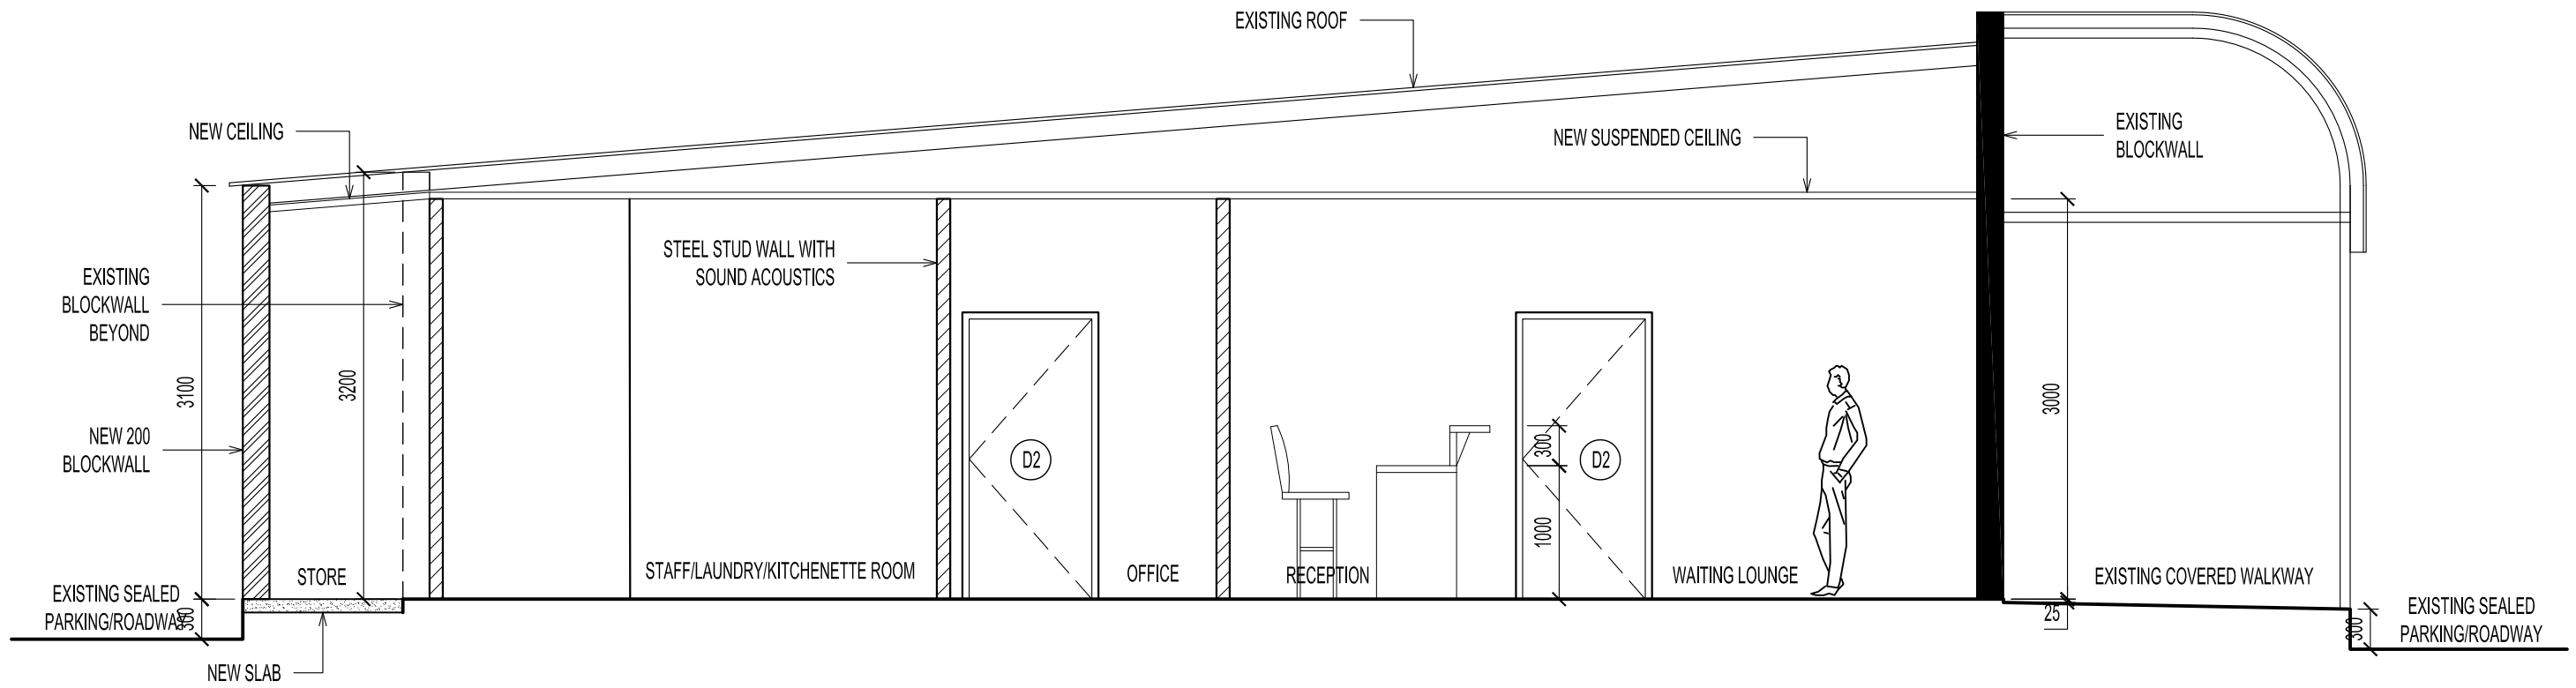 EXISTING ROOF
NEW CEILING
NEW SUSPENDED CEILING
EXISTING
BLOCKWALL
STEEL STUD WALL WITH
SOUND ACOUSTICS
EXISTING
BLOCKWALL
BEYOND
3100
3200
3000
NEW 200
BLOCKWALL
300
1000
D2
D2
STORE
STAFF/LAUNDRY/KITCHENETTE ROOM
OFFICE
RECEPTION
WAITING LOUNGE
EXISTING COVERED WALKWAY
EXISTING SEALED
PARKING/ROADWAY
300
25
300
EXISTING SEALED
PARKING/ROADWAY
NEW SLAB